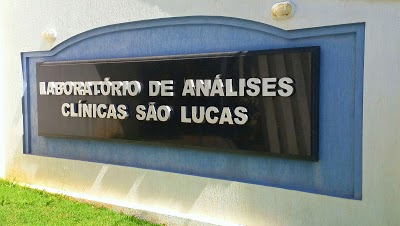 LABORATÓRIO DE ANÁLISES
CLÍNICAS SÃO LUCAS